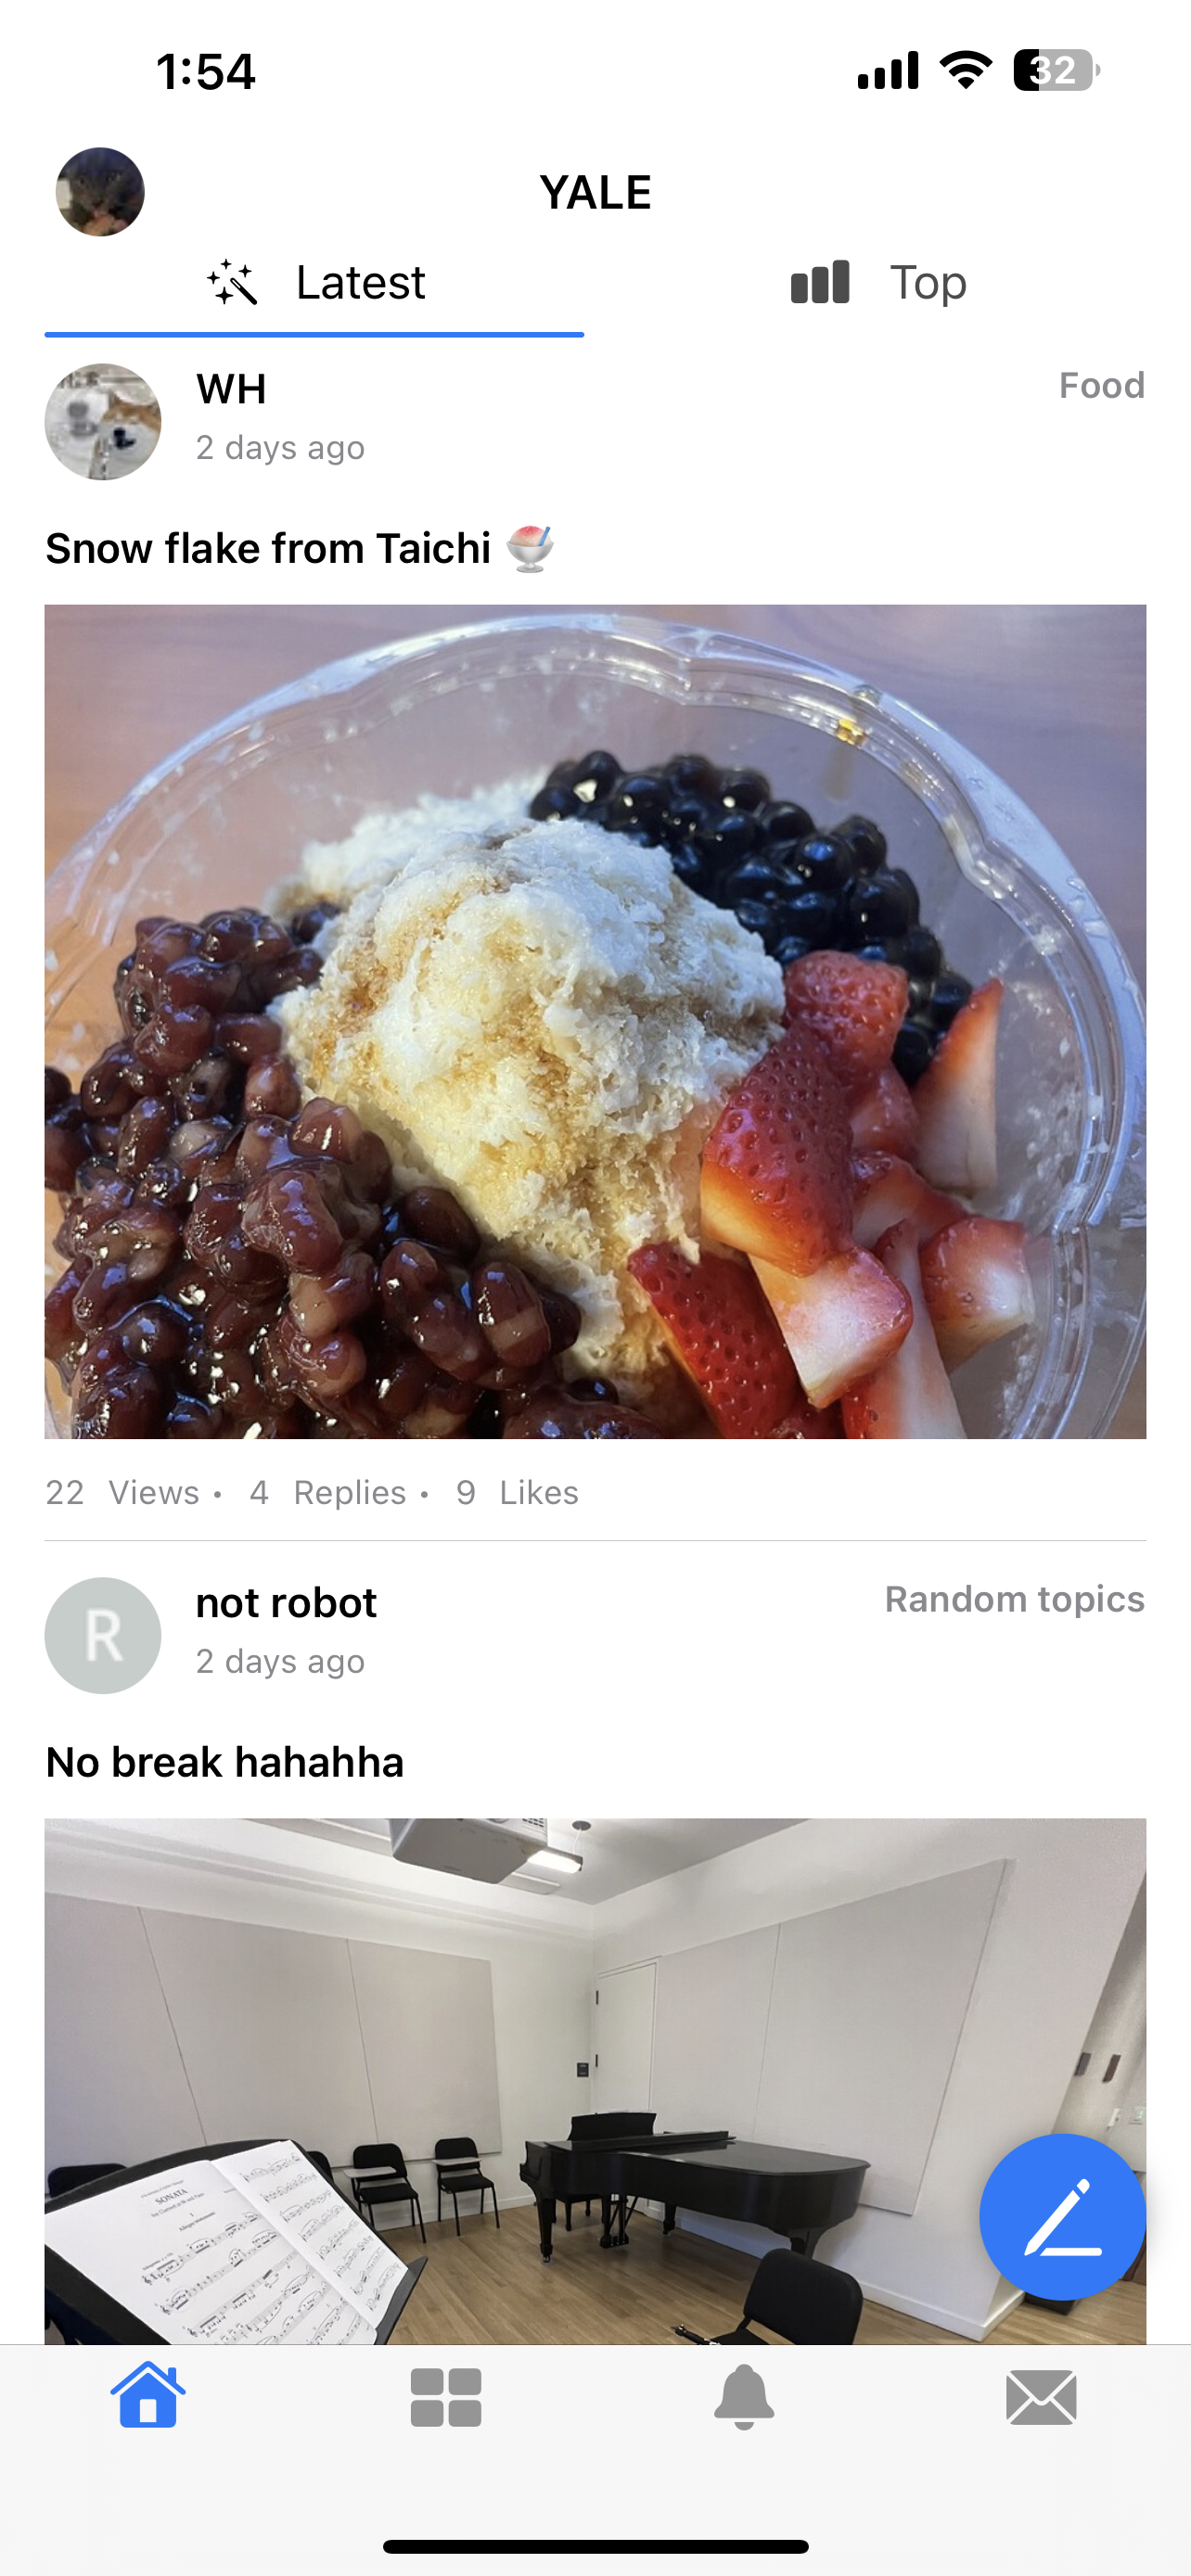 1:54
32
YALE
Latest
Top
WH
Food
2 days ago
Snow flake from Taichi 🍧
22 Views • 4 Replies • 9 Likes
R
not robot
Random topics
2 days ago
No break hahahha
SONATA